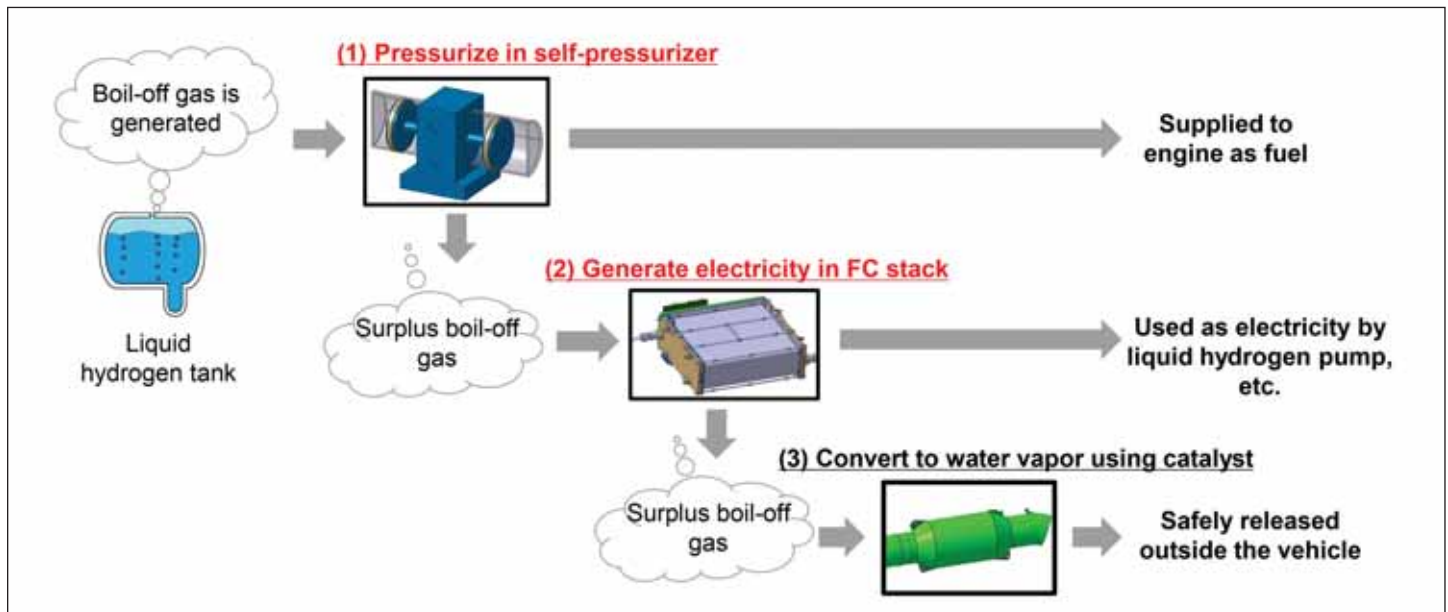 (1) Pressurize in self-pressurizer
Boil-off gas is
generated
Supplied to
engine as fuel
Liquid
hydrogen tank
(2) Generate electricity in FC stack
Surplus boil-off
gas
Used as electricity by
liquid hydrogen pump,
etc.
(3) Convert to water vapor using catalyst
Surplus boil-off
gas
Safely released
outside the vehicle